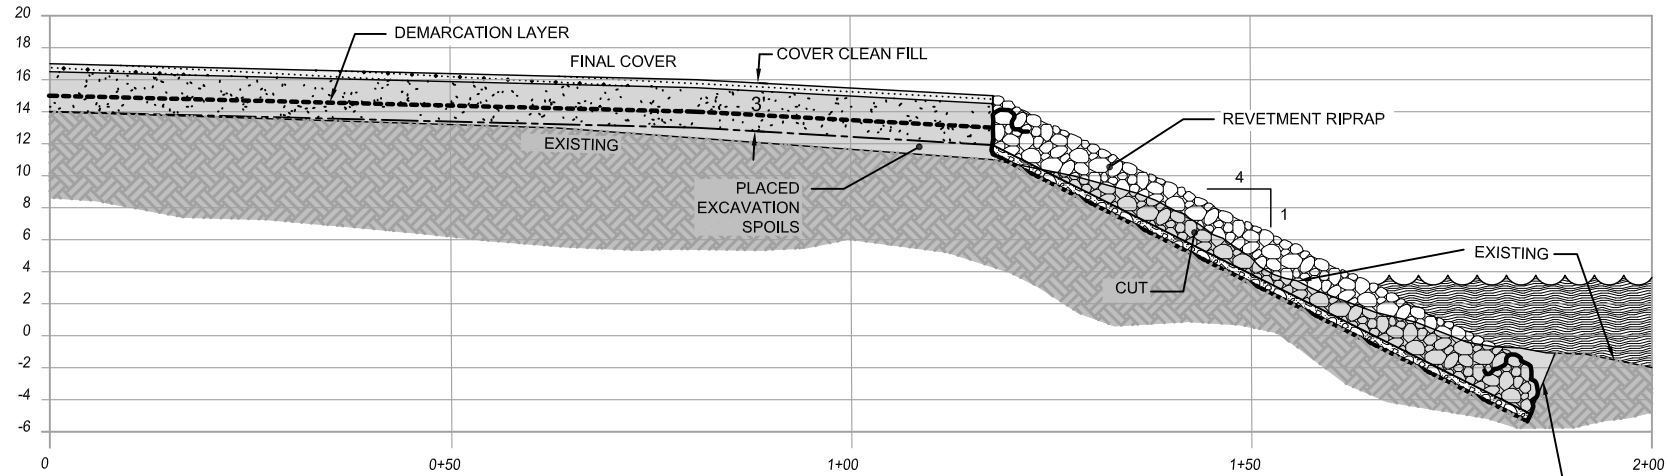 20
18
16
14
12
10
8
6
4
2
0
-2
-4
-6
DEMARCATION LAYER
FINAL COVER
COVER CLEAN FILL
3'
EXISTING
PLACED
EXCAVATION
SPOILS
REVETMENT RIPRAP
4
1
EXISTING
CUT
0
0+50
1+00
1+50
2+00